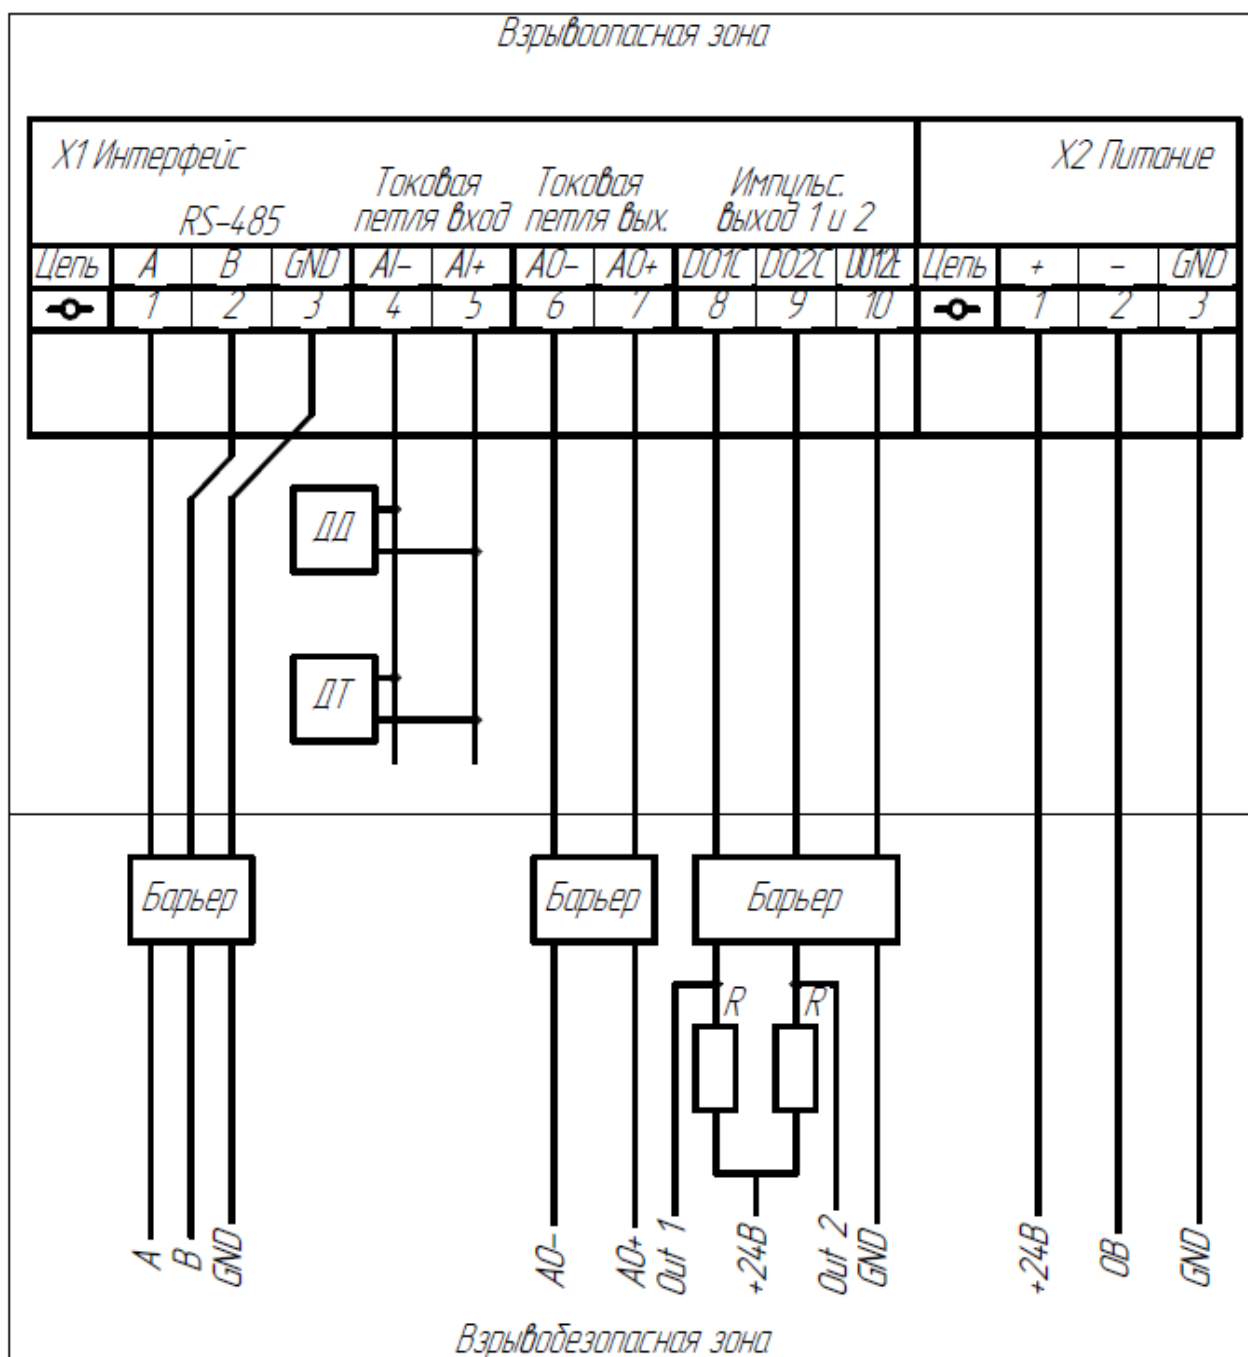 Взрывоопасная зона
X1 Интерфейс
X2 Питание
RS-485
Токовая
петля вход
Токовая
петля вых.
Импульс.
выход 1 и 2
Цепь A B GND AI- AI+ AO- AO+ DO1C DO2C DO12E Цепь + - GND
1 2 3 4 5 6 7 8 9 10 1 2 3
ДД
ДТ
Барьер Барьер Барьер
R R
A B GND AO- AO+ Out 1 +24В Out 2 GND +24В 0В GND
Взрывобезопасная зона